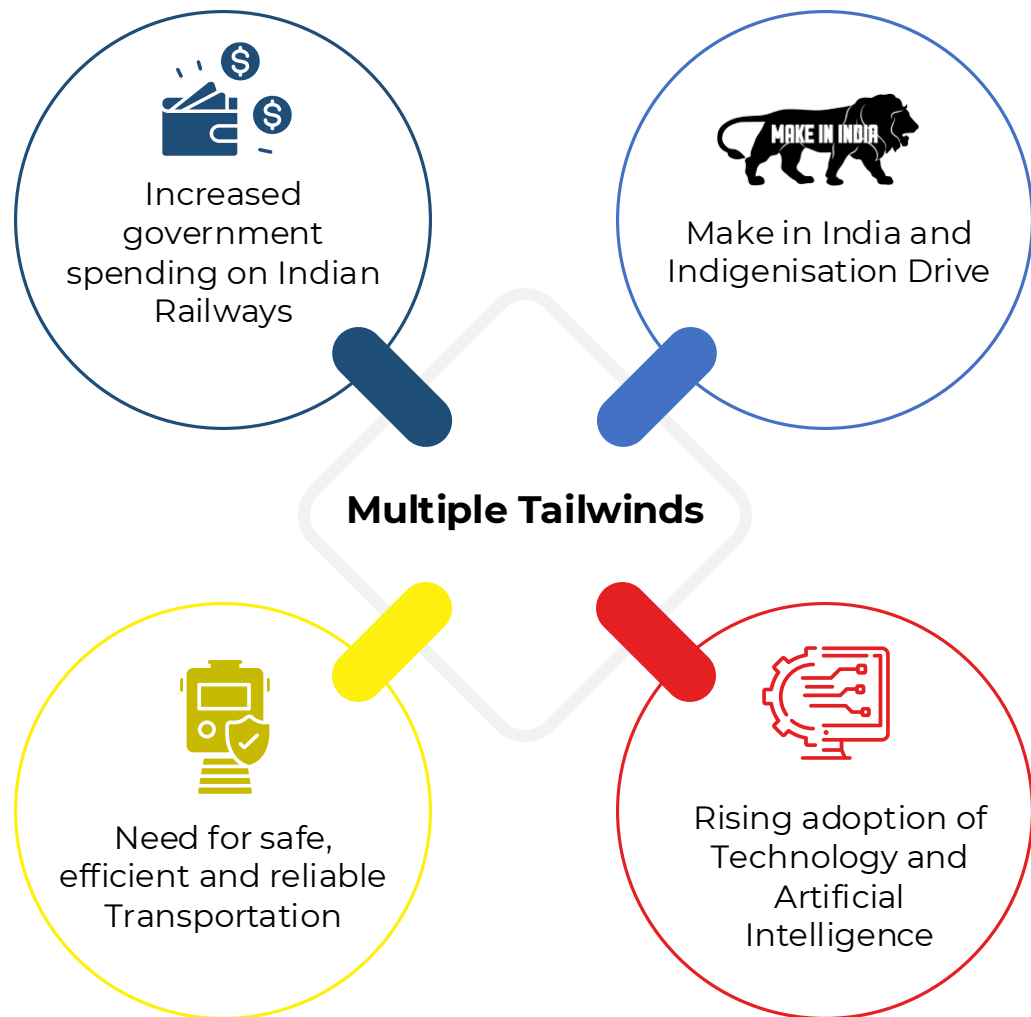 $
$
Increased
government
spending on Indian
Railways
MAKE IN INDIA
Make in India and
Indigenisation Drive
Multiple Tailwinds
Need for safe,
efficient and reliable
Transportation
Rising adoption of
Technology and
Artificial
Intelligence